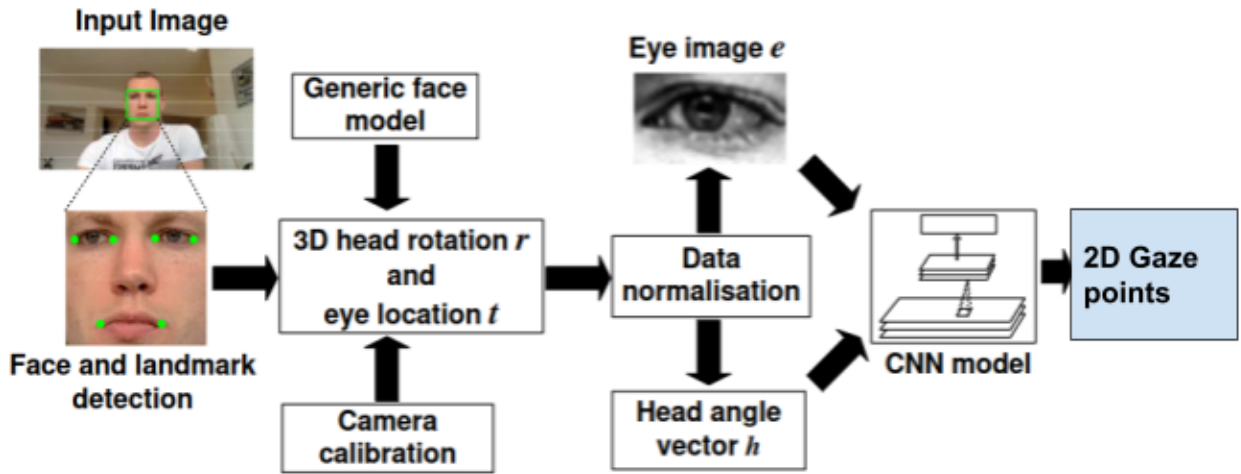 Input Image
Face and landmark
detection
Generic face
model
3D head rotation r
and
eye location t
Camera
calibration
Eye image e
Data
normalisation
Head angle
vector h
CNN model
2D Gaze
points